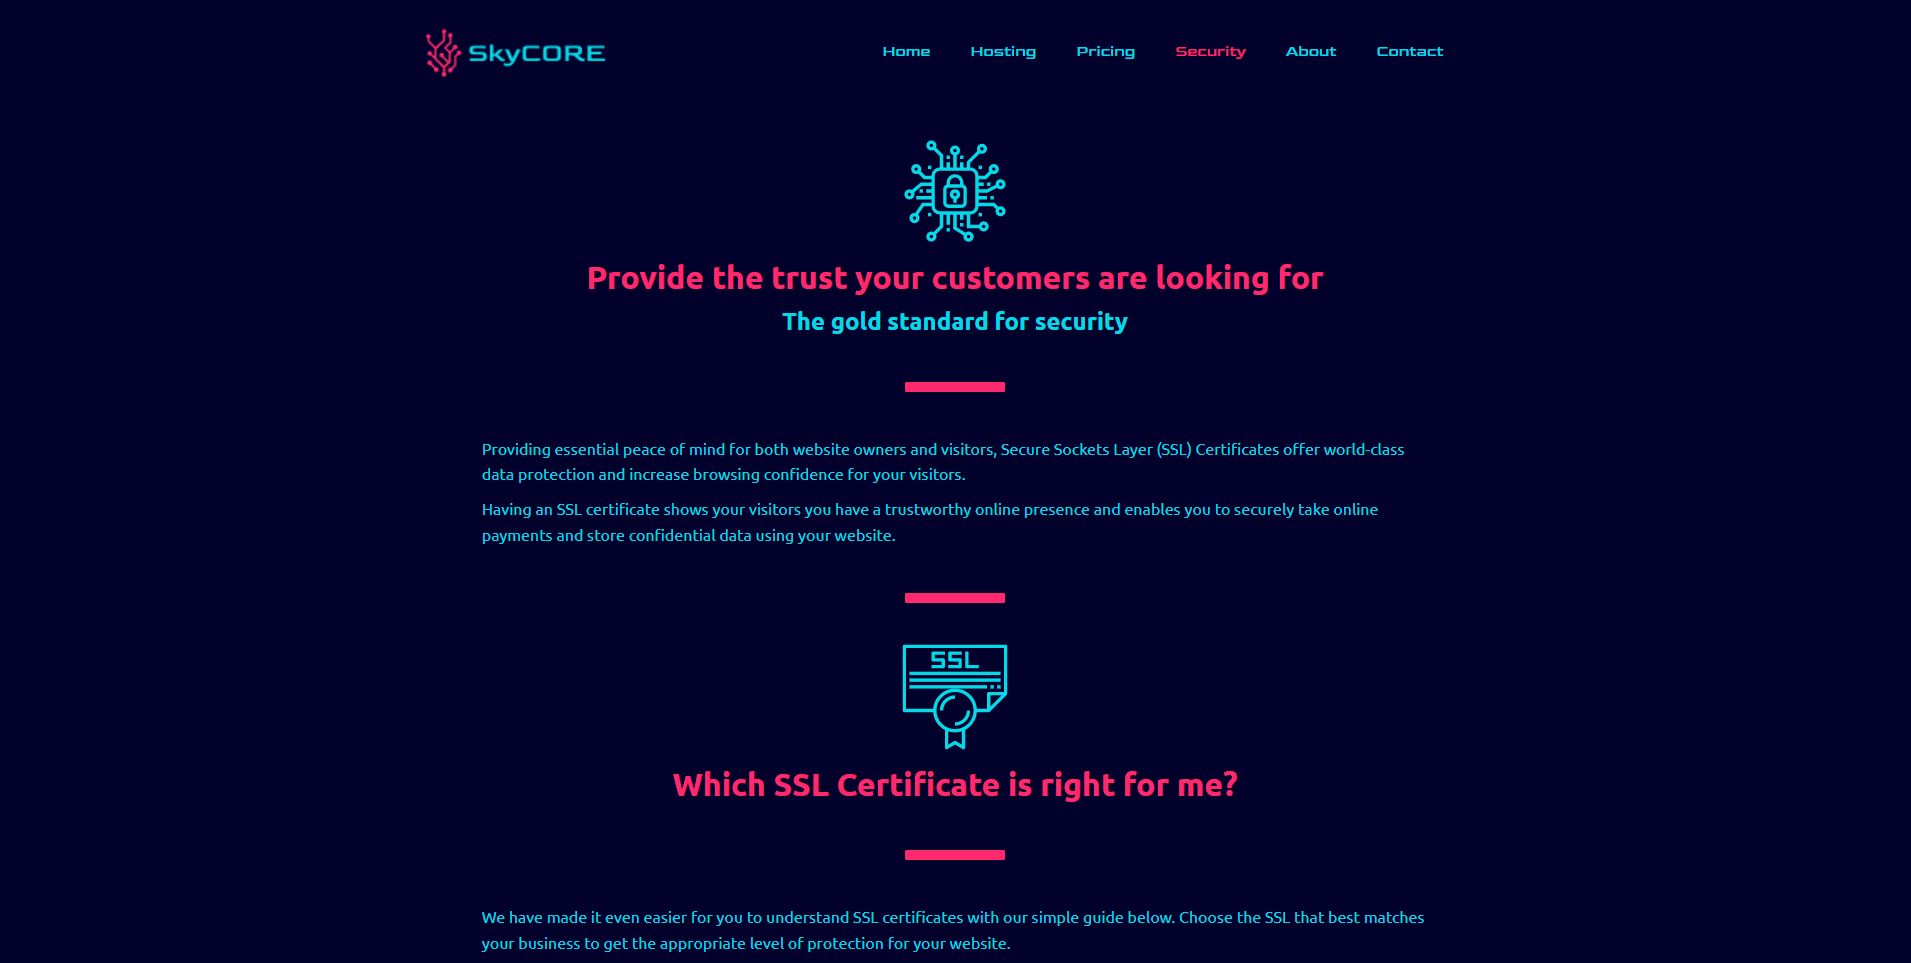 SkyCORE
Home Hosting Pricing Security About Contact
Provide the trust your customers are looking for
The gold standard for security
Providing essential peace of mind for both website owners and visitors, Secure Sockets Layer (SSL) Certificates offer world-class
data protection and increase browsing confidence for your visitors.
Having an SSL certificate shows your visitors you have a trustworthy online presence and enables you to securely take online
payments and store confidential data using your website.
SSL
Which SSL Certificate is right for me?
We have made it even easier for you to understand SSL certificates with our simple guide below. Choose the SSL that best matches
your business to get the appropriate level of protection for your website.